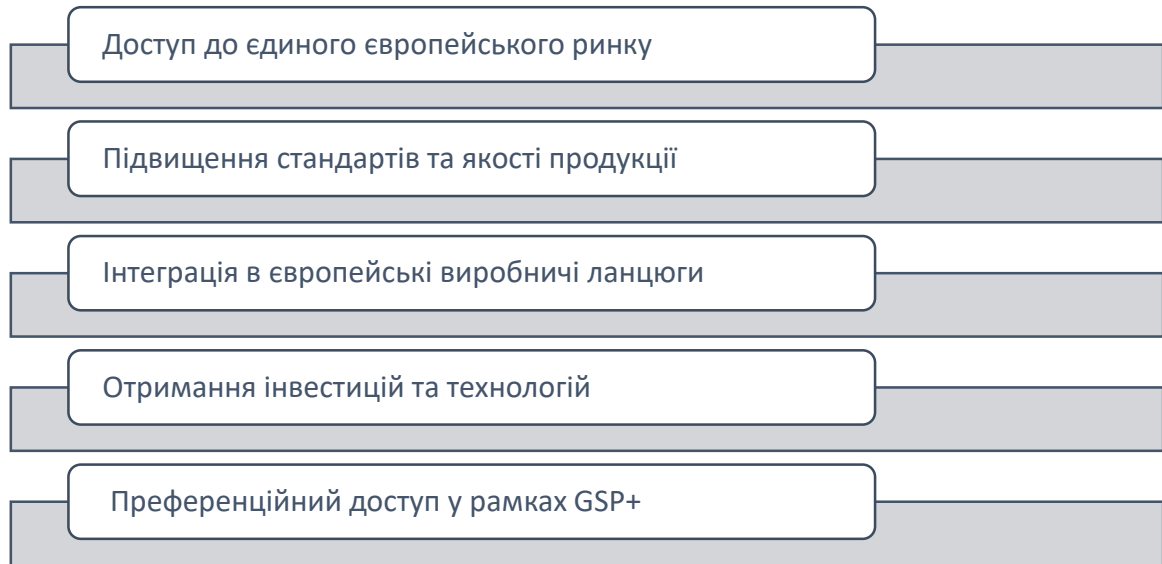 Доступ до єдиного європейського ринку
Підвищення стандартів та якості продукції
Інтеграція в європейські виробничі ланцюги
Отримання інвестицій та технологій
Преференційний доступ у рамках GSP+